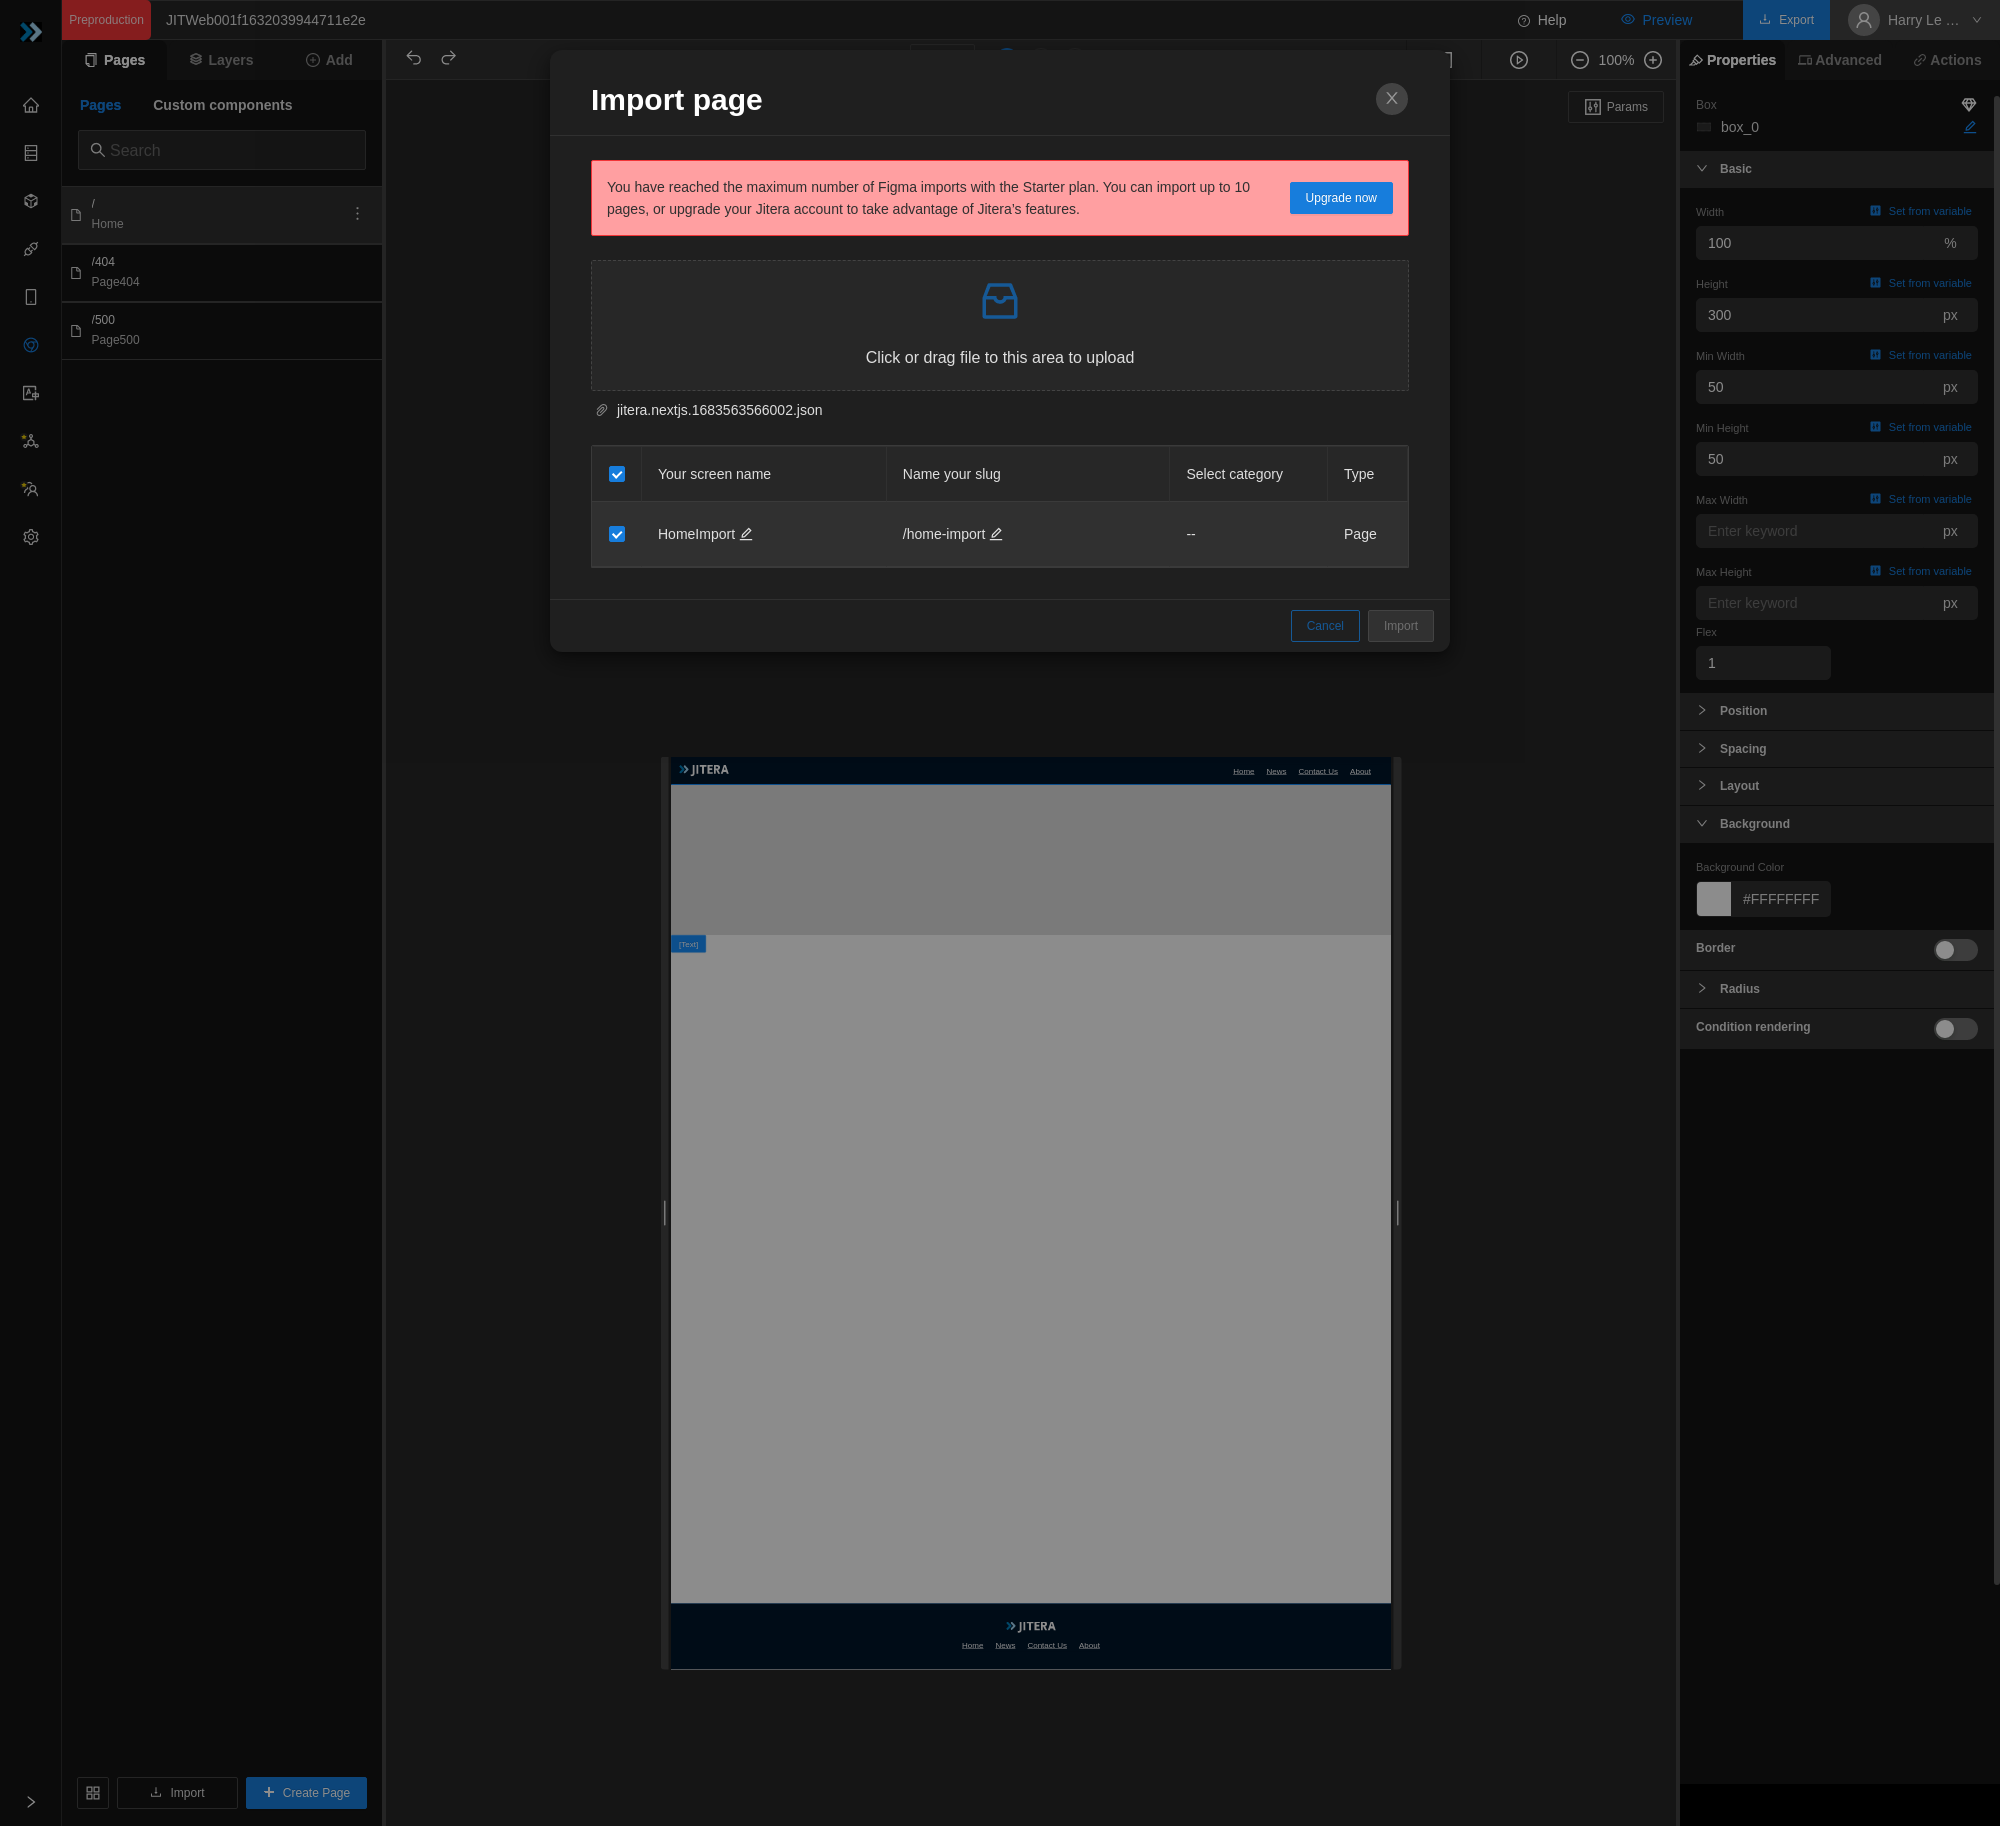 Preproduction
JITWeb001f1632039944711e2e
Help
Preview
Export
Harry Le ...
Pages
Layers
Add
100%
Properties
Advanced
Actions
Pages
Custom components
Search
/
Home
/404
Page404
/500
Page500
Import page
You have reached the maximum number of Figma imports with the Starter plan. You can import up to 10
pages, or upgrade your Jitera account to take advantage of Jitera's features.
Upgrade now
Click or drag file to this area to upload
jitera.nextjs.1683563566002.json
Your screen name
Name your slug
Select category
Type
HomeImport
/home-import
--
Page
Cancel
Import
Params
Box
box_0
Basic
Width
Set from variable
100
%
Height
Set from variable
300
px
Min Width
Set from variable
50
px
Min Height
Set from variable
50
px
Max Width
Set from variable
Enter keyword
px
Max Height
Set from variable
Enter keyword
px
Flex
1
Position
Spacing
Layout
Background
Background Color
#FFFFFFFF
Border
Radius
Condition rendering
JITERA
Home
News
Contact Us
About
[Text]
JITERA
Home
News
Contact Us
About
Import
Create Page